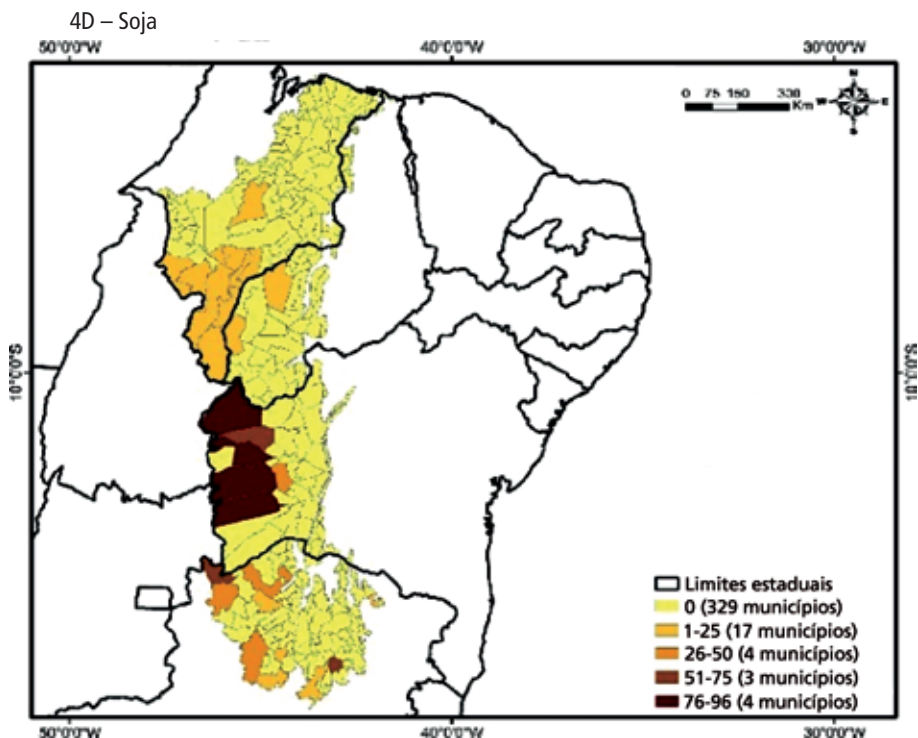 4D – Soja
50°0'0"W 40°0'0"W 30°0'0"W
0 75 150 330
Km
N
W E
S
10°0'0"S 10°0'0"S
Limites estaduais
0 (329 municípios)
1-25 (17 municípios)
26-50 (4 municípios)
51-75 (3 municípios)
76-96 (4 municípios)
50°0'0"W 40°0'0"W 30°0'0"W